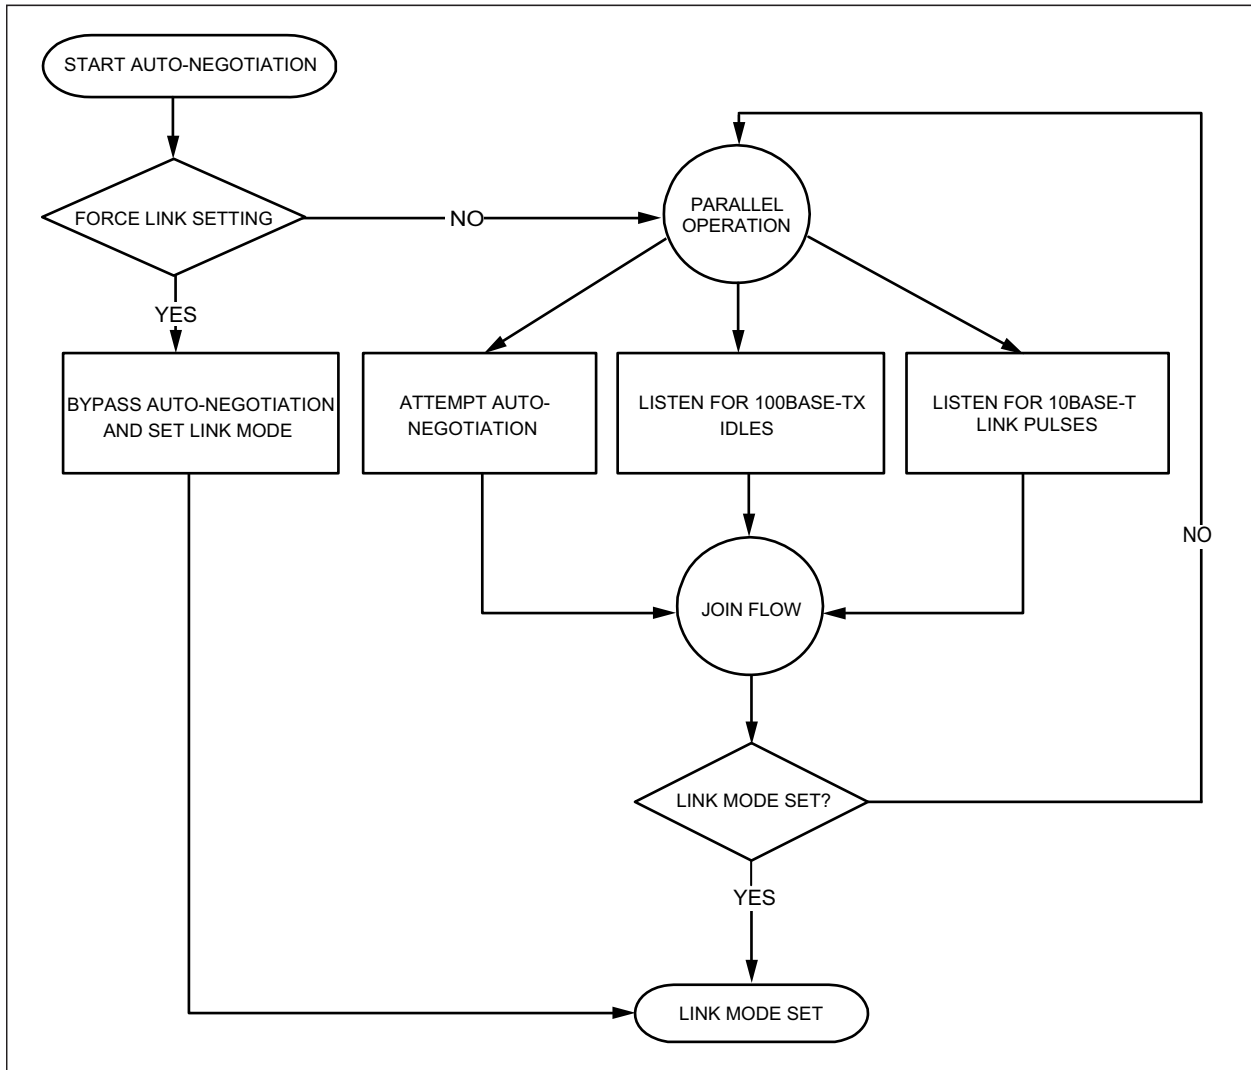 START AUTO-NEGOTIATION
FORCE LINK SETTING
NO
PARALLEL
OPERATION
YES
BYPASS AUTO-NEGOTIATION
AND SET LINK MODE
ATTEMPT AUTO-
NEGOTIATION
LISTEN FOR 100BASE-TX
IDLES
LISTEN FOR 10BASE-T
LINK PULSES
NO
JOIN FLOW
LINK MODE SET?
YES
LINK MODE SET